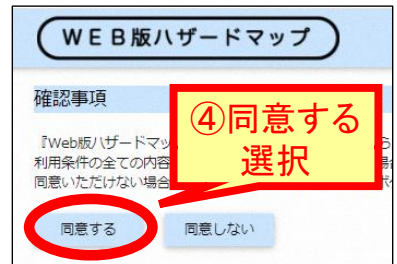 WEB版ハザードマップ
確認事項
④同意する
選択
『Web版ハザードマッ
利用条件の全ての内容
同意いただけない場合
同意する
同意しない